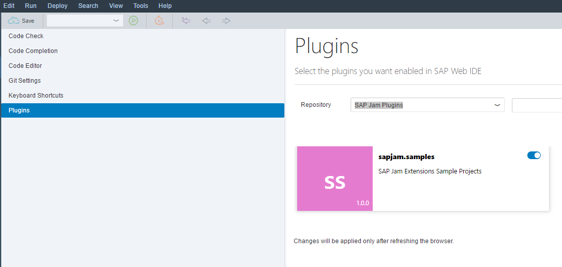 Edit Run Deploy Search View Tools Help
Save
Code Check
Code Completion
Code Editor
Git Settings
Keyboard Shortcuts
Plugins
Plugins
Select the plugins you want enabled in SAP Web IDE
Repository SAP Jam Plugins
SS
1.0.0
sapjam.samples
SAP Jam Extensions Sample Projects
Changes will be applied only after refreshing the browser.